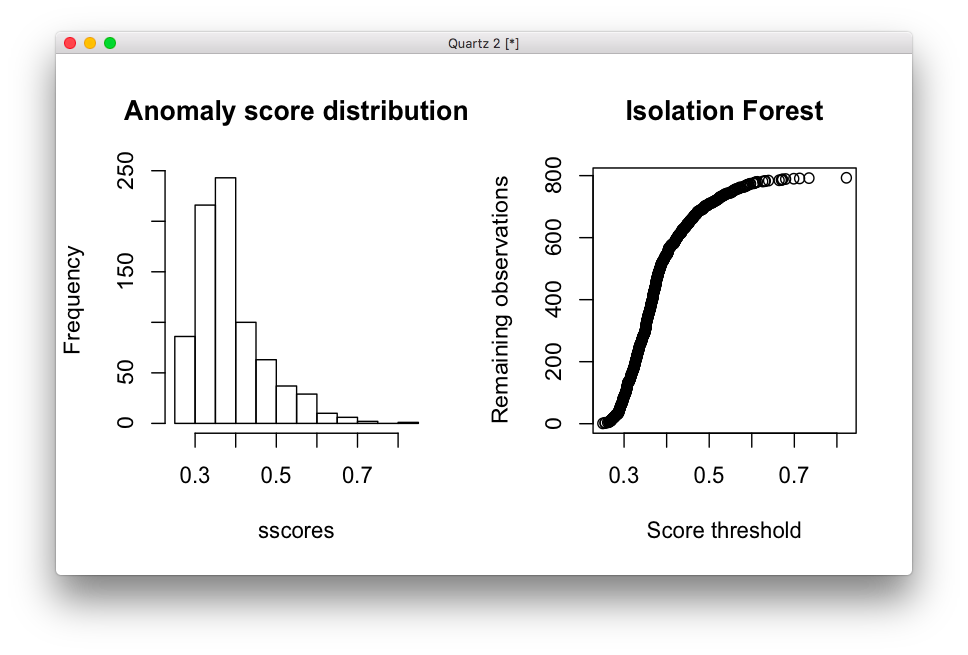 Quartz 2 [*]
Anomaly score distribution
Frequency
250
150
50
0
0.3 0.5 0.7
sscores
Isolation Forest
Remaining observations
800
600
400
200
0
0.3 0.5 0.7
Score threshold